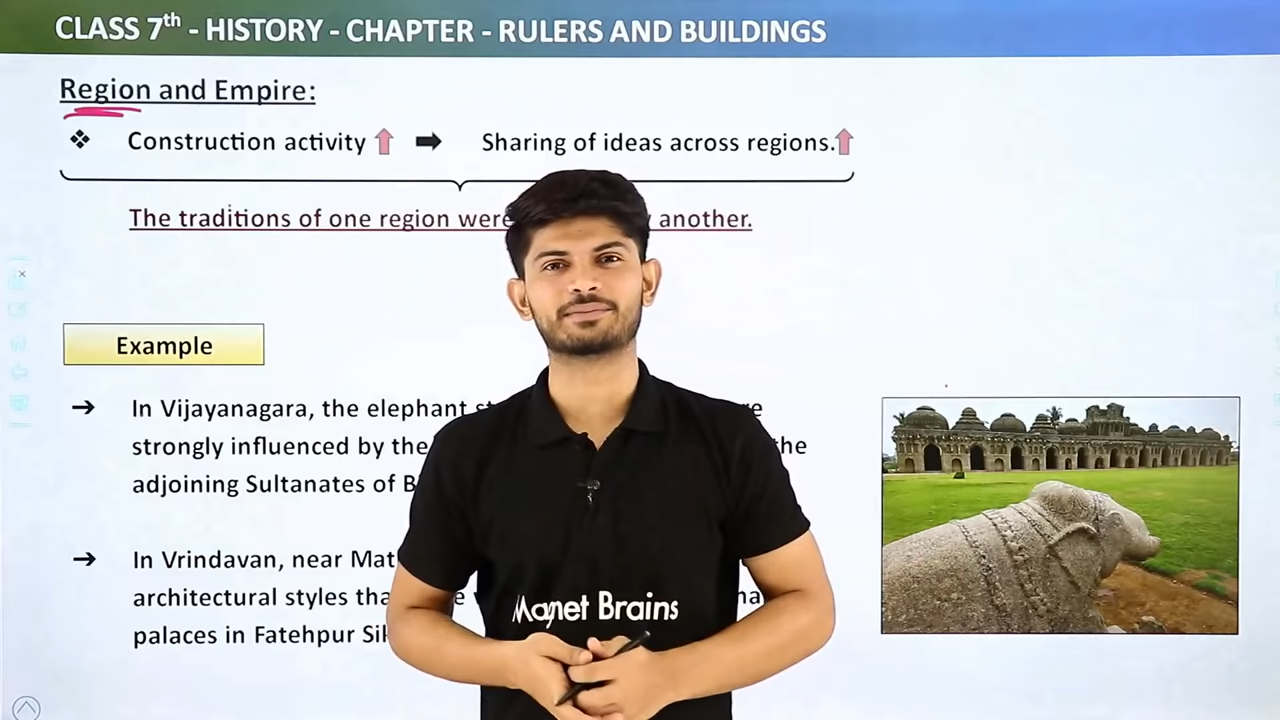 CLASS 7th - HISTORY - CHAPTER - RULERS AND BUILDINGS
Region and Empire:
Construction activity Sharing of ideas across regions.
The traditions of one region were another.
Example
In Vijayanagara, the elephant
strongly influenced by the the
adjoining Sultanates of
In Vrindavan, near
architectural styles
palaces in Fatehpur
Magnet Brains